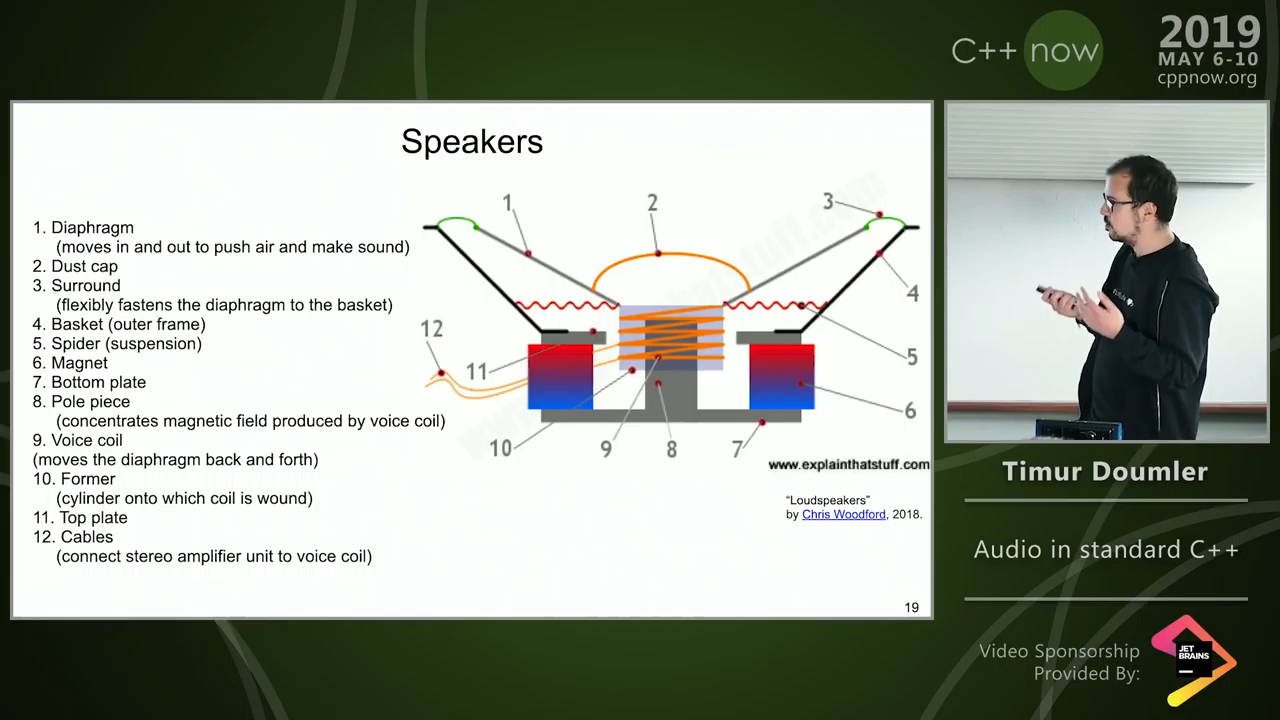 C++ now
2019
MAY 6-10
cppnow.org
Speakers
1. Diaphragm
(moves in and out to push air and make sound)
2. Dust cap
3. Surround
(flexibly fastens the diaphragm to the basket)
4. Basket (outer frame)
5. Spider (suspension)
6. Magnet
7. Bottom plate
8. Pole piece
(concentrates magnetic field produced by voice coil)
9. Voice coil
(moves the diaphragm back and forth)
10. Former
(cylinder onto which coil is wound)
11. Top plate
12. Cables
(connect stereo amplifier unit to voice coil)
1
2
3
4
12
11
5
6
10
9
8
7
www.explainthatstuff.com
"Loudspeakers"
by Chris Woodford, 2018.
19
Timur Doumler
Audio in standard C++
Video Sponsorship
Provided By:
JET
BRAINS